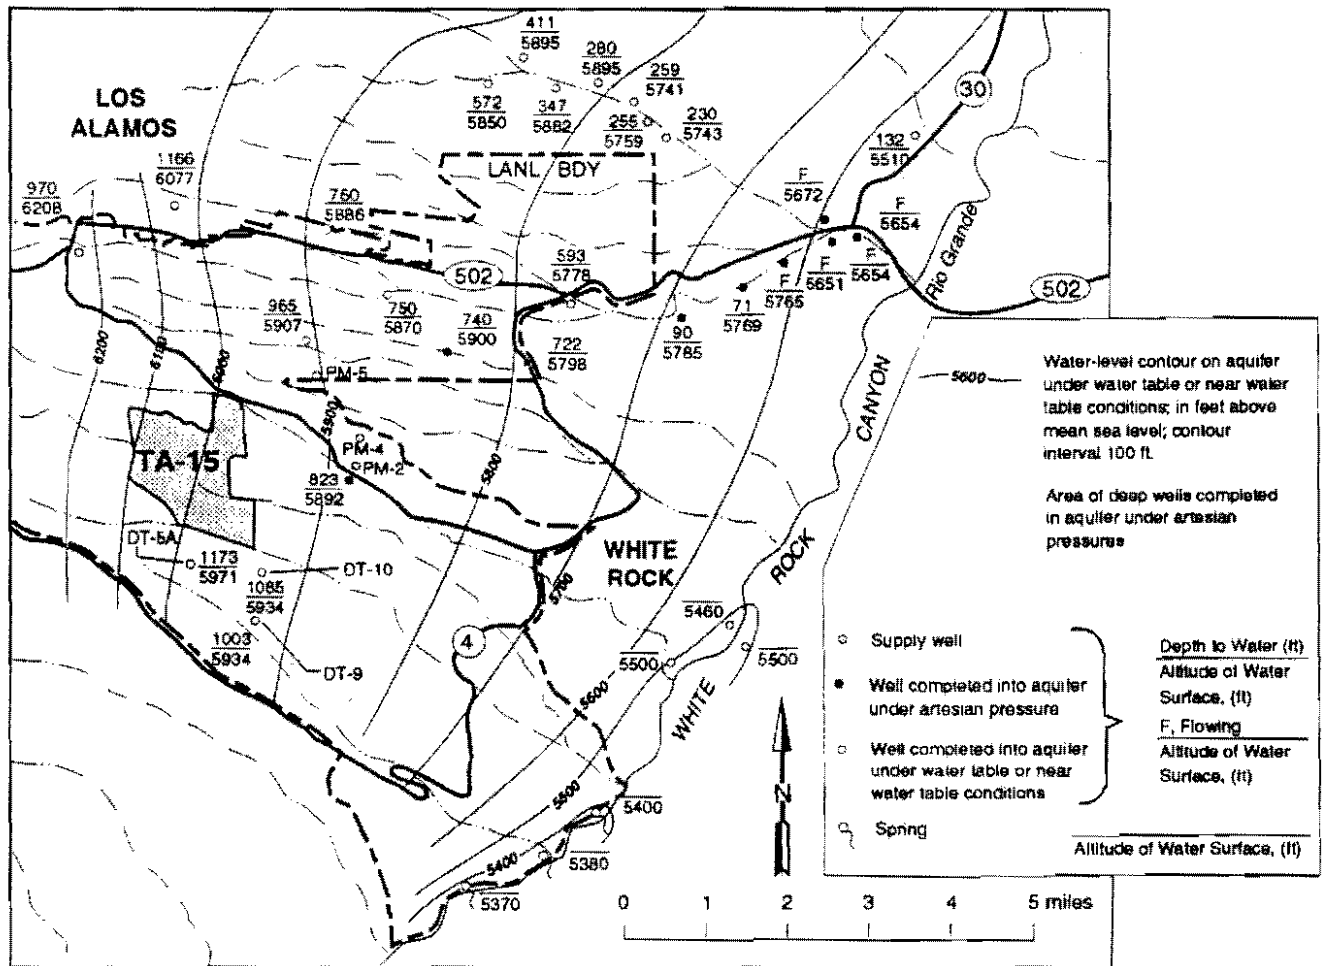 411
5895
280
5895
259
5741
572
5850
347
5882
255
5759
230
5743
132
5510
30
LOS
ALAMOS
1166
6077
970
6208
760
5886
LANL BDY
F
5672
F
5654
F
5654
F
5651
F
5765
71
5769
90
5785
593
5778
502
502
Rio Grande
965
5907
750
5870
740
5900
722
5798
6200
6100
6000
5900
5800
5700
5600
5500
5400
PM-5
PM-4
PM-2
823
5892
TA-15
DT-5A
1173
5971
DT-10
1085
5934
1003
5934
DT-9
4
WHITE
ROCK
WHITE
ROCK
CANYON
5460
5500
5500
5400
5380
5370
N
0 1 2 3 4 5 miles
5600
Water-level contour on aquifer
under water table or near water
table conditions; in feet above
mean sea level; contour
interval 100 ft.
Area of deep wells completed
in aquifer under artesian
pressures
Supply well
Well completed into aquifer
under artesian pressure
Well completed into aquifer
under water table or near
water table conditions
Spring
Depth to Water (ft)
Altitude of Water
Surface, (ft)
F, Flowing
Altitude of Water
Surface, (ft)
Altitude of Water Surface, (ft)